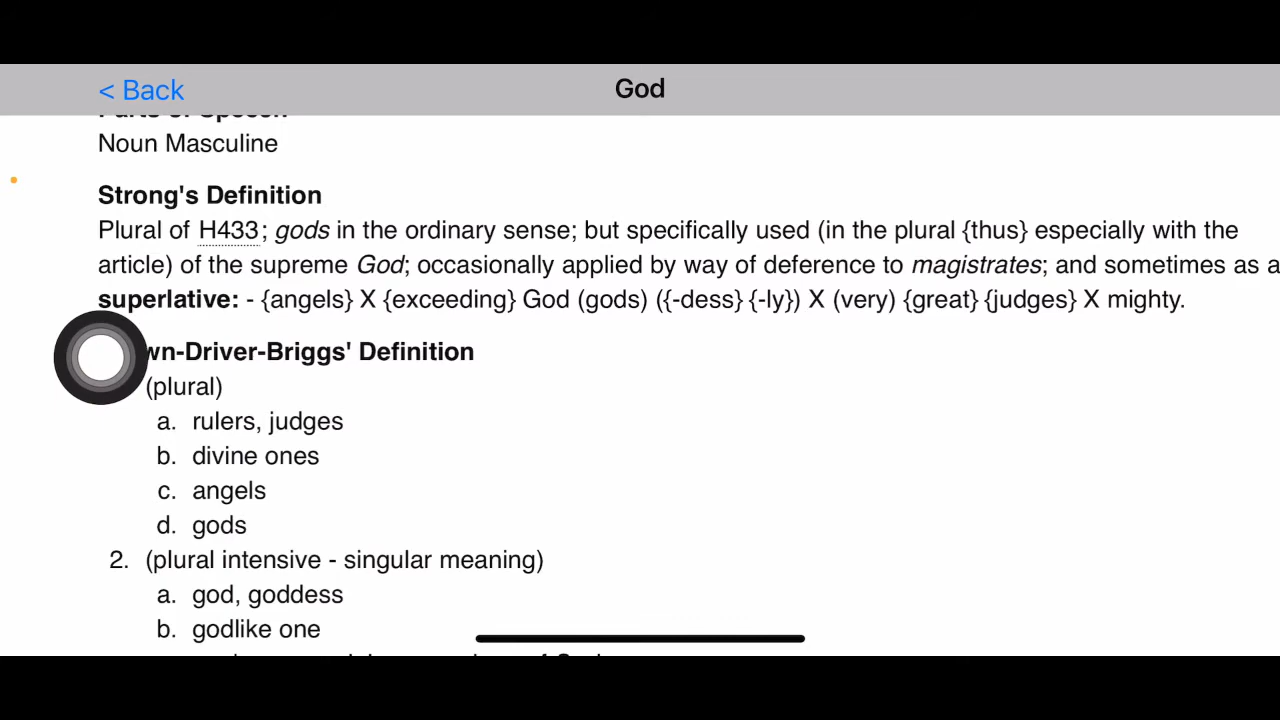 < Back
God
Parts of Speech
Noun Masculine
Strong's Definition
Plural of H433; gods in the ordinary sense; but specifically used (in the plural {thus} especially with the
article) of the supreme God; occasionally applied by way of deference to magistrates; and sometimes as a
superlative: - {angels} X {exceeding} God (gods) ({-dess} {-ly}) X (very) {great} {judges} X mighty.
wn-Driver-Briggs' Definition
(plural)
a. rulers, judges
b. divine ones
c. angels
d. gods
2. (plural intensive - singular meaning)
a. god, goddess
b. godlike one